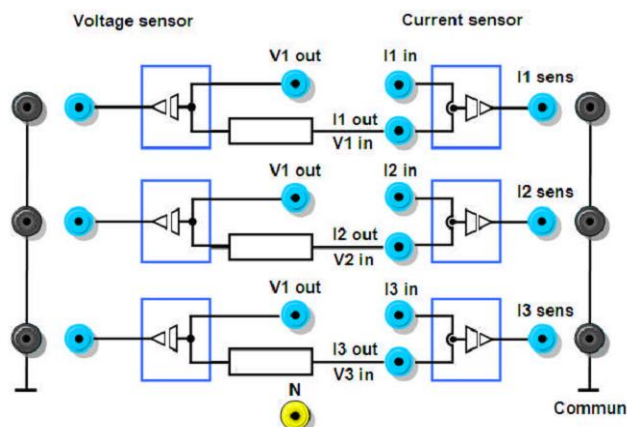 Voltage sensor
Current sensor
V1 out
I1 in
I1 sens
I1 out
V1 in
V1 out
I2 in
I2 sens
I2 out
V2 in
V1 out
I3 in
I3 sens
I3 out
V3 in
N
Commun